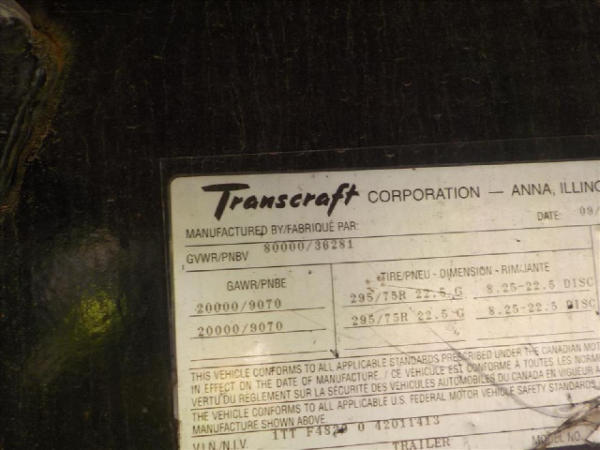 Transcraft CORPORATION — ANNA, ILLINO
MANUFACTURED BY/FABRIQUÉ PAR: DATE: 09/
GVWR/PNBV 80000/36281
GAWR/PNBE TIRE/PNEU - DIMENSION - RIM/JANTE
20000/9070 295/75R 22.5 G 8.25-22.5 DISC
20000/9070 295/75R 22.5 G 8.25-22.5 DISC
THIS VEHICLE CONFORMS TO ALL APPLICABLE STANDARDS PRESCRIBED UNDER THE CANADIAN MOT
IN EFFECT ON THE DATE OF MANUFACTURE. / CE VÉHICULE EST CONFORME À TOUTES LES NORME
VERTU DU RÈGLEMENT SUR LA SÉCURITÉ DES VÉHICULES AUTOMOBILES DU CANADA EN VIGUEUR À
THE VEHICLE CONFORMS TO ALL APPLICABLE U.S. FEDERAL MOTOR VEHICLE SAFETY STANDARDS
MANUFACTURE SHOWN ABOVE.
V.I.N./N.I.V. 1TT 0 42011413 MODEL NO.
TRAILER